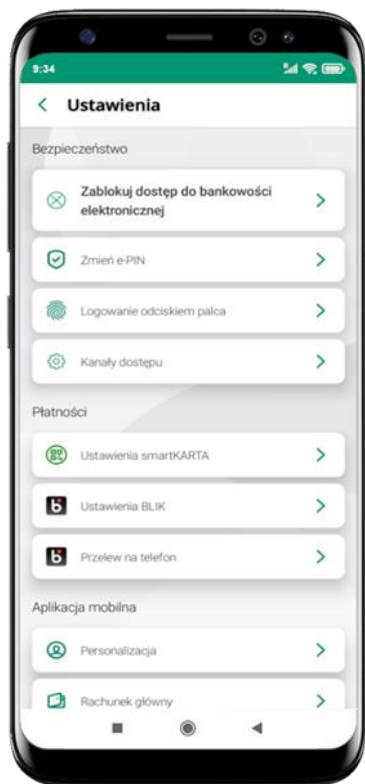 9:34
Ustawienia
Bezpieczeństwo
Zablokuj dostęp do bankowości
elektronicznej
Zmień e-PIN
Logowanie odciskiem palca
Kanały dostępu
Płatności
Ustawienia smartKARTA
Ustawienia BLIK
Przelew na telefon
Aplikacja mobilna
Personalizacja
Rachunek główny